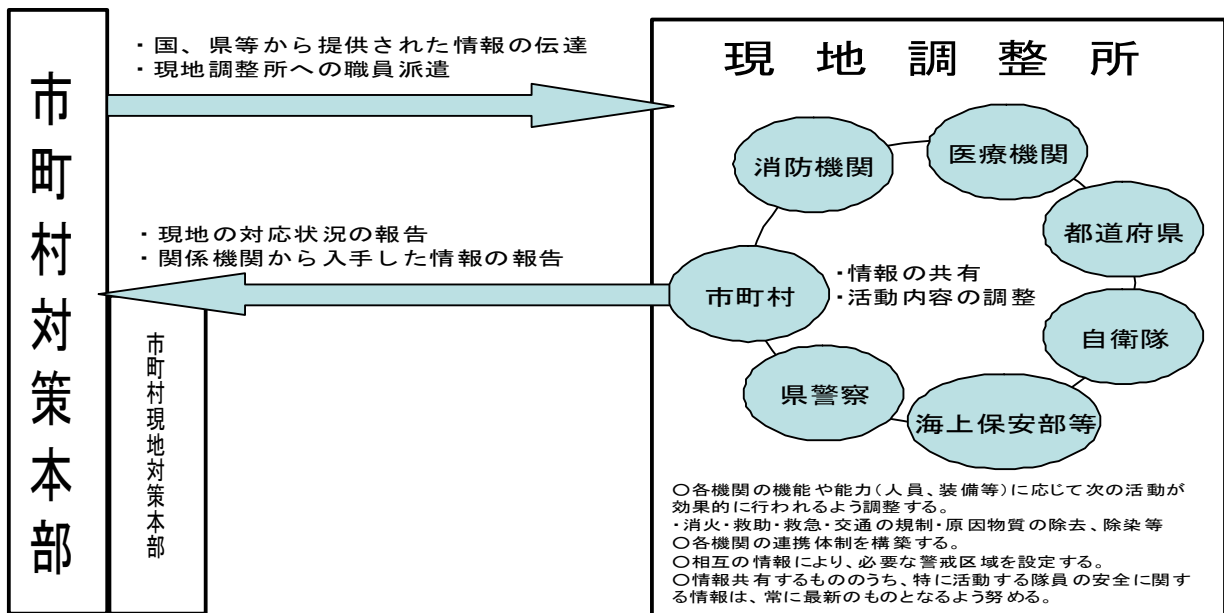 市町村対策本部
・国、県等から提供された情報の伝達
・現地調整所への職員派遣
・現地の対応状況の報告
・関係機関から入手した情報の報告
市町村現地対策本部
現地調整所
消防機関
医療機関
都道府県
市町村
・情報の共有
・活動内容の調整
自衛隊
県警察
海上保安部等
○各機関の機能や能力(人員、装備等)に応じて次の活動が
効果的に行われるよう調整する。
・消火・救助・救急・交通の規制・原因物質の除去、除染等
○各機関の連携体制を構築する。
○相互の情報により、必要な警戒区域を設定する。
○情報共有するもののうち、特に活動する隊員の安全に関す
る情報は、常に最新のものとなるよう努める。